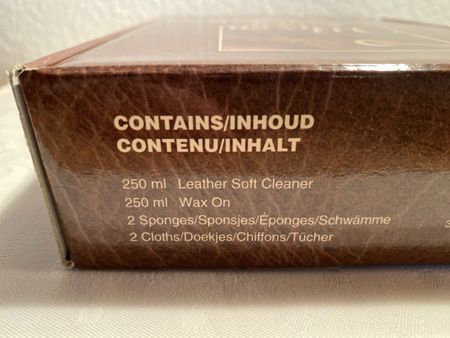 CONTAINS/INHOUD
CONTENU/INHALT
250 ml Leather Soft Cleaner
250 ml Wax On
2 Sponges/Sponsjes/Éponges/Schwämme
2 Cloths/Doekjes/Chiffons/Tücher